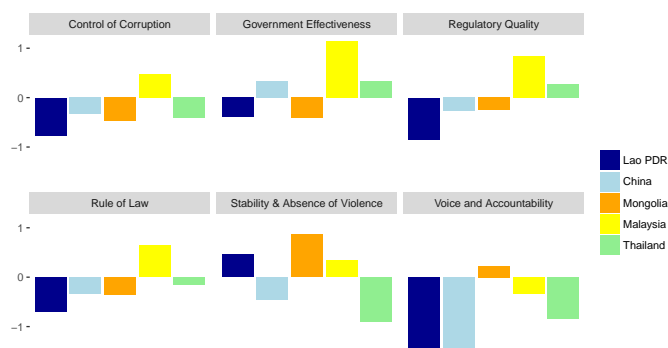 Control of Corruption
Government Effectiveness
Regulatory Quality
1
0
−1
Rule of Law
Stability & Absence of Violence
Voice and Accountability
1
0
−1
Lao PDR
China
Mongolia
Malaysia
Thailand